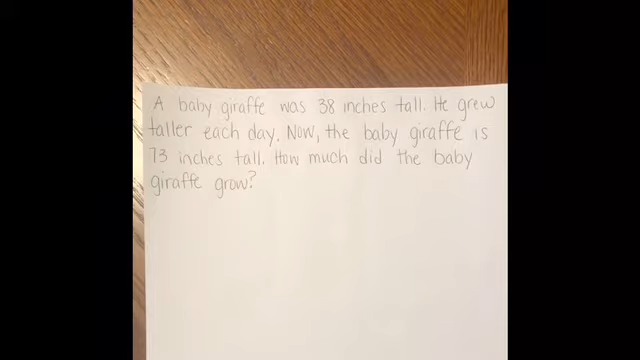 A baby giraffe was 38 inches tall. He grew
taller each day. Now, the baby giraffe is
73 inches tall. How much did the baby
giraffe grow?